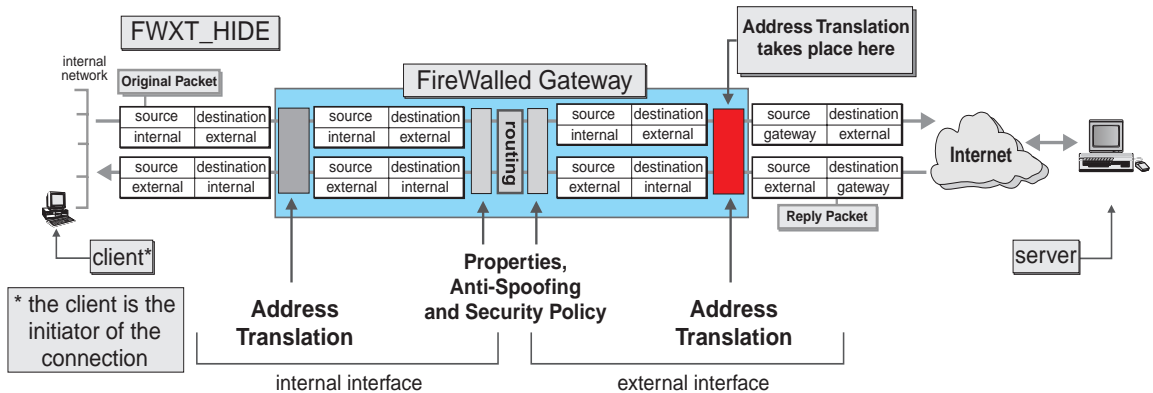 FWXT_HIDE
Address Translation
takes place here
internal
network
Original Packet
FireWalled Gateway
source destination
internal external
source destination
internal external
source destination
internal external
source destination
gateway external
source destination
external internal
source destination
external internal
source destination
external internal
source destination
external gateway
routing
Internet
Reply Packet
client*
server
* the client is the
initiator of the
connection
Address
Translation
Properties,
Anti-Spoofing
and Security Policy
Address
Translation
internal interface
external interface